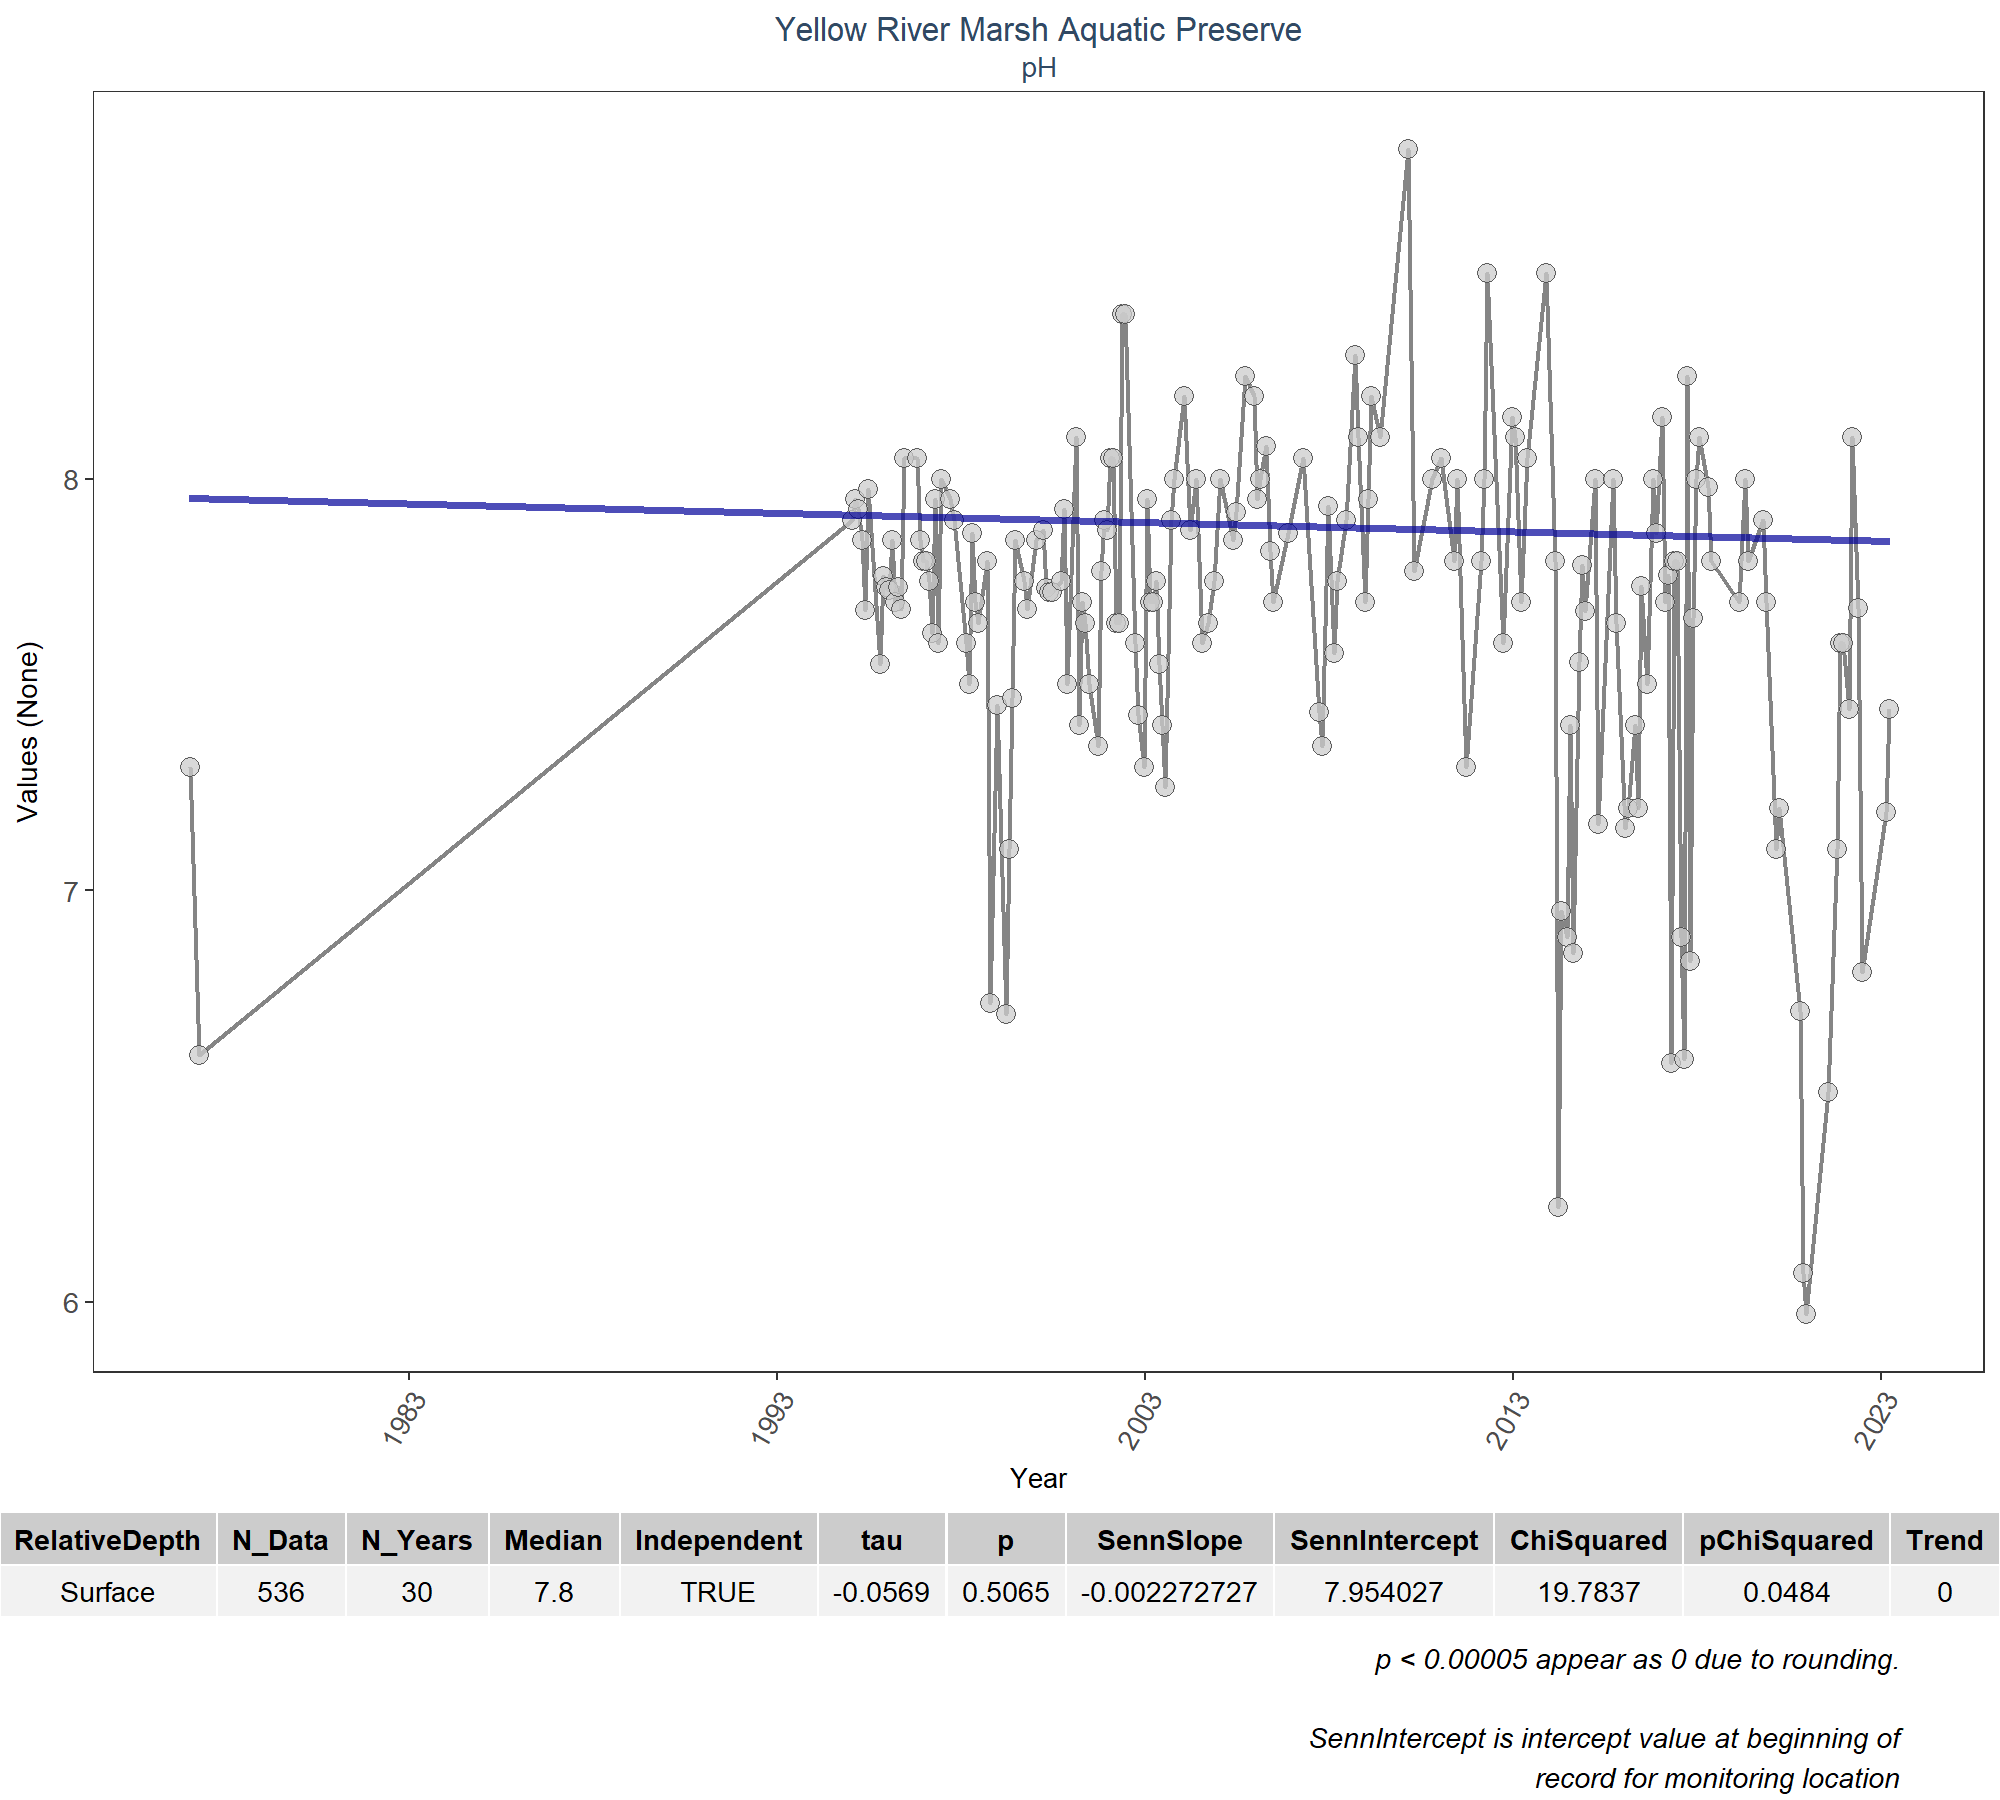 Yellow River Marsh Aquatic Preserve
pH
Values (None)
8
7
6
1983
1993
2003
2013
2023
Year
RelativeDepth N_Data N_Years Median Independent tau p SennSlope SennIntercept ChiSquared pChiSquared Trend
Surface 536 30 7.8 TRUE -0.0569 0.5065 -0.002272727 7.954027 19.7837 0.0484 0
p < 0.00005 appear as 0 due to rounding.
SennIntercept is intercept value at beginning of
record for monitoring location